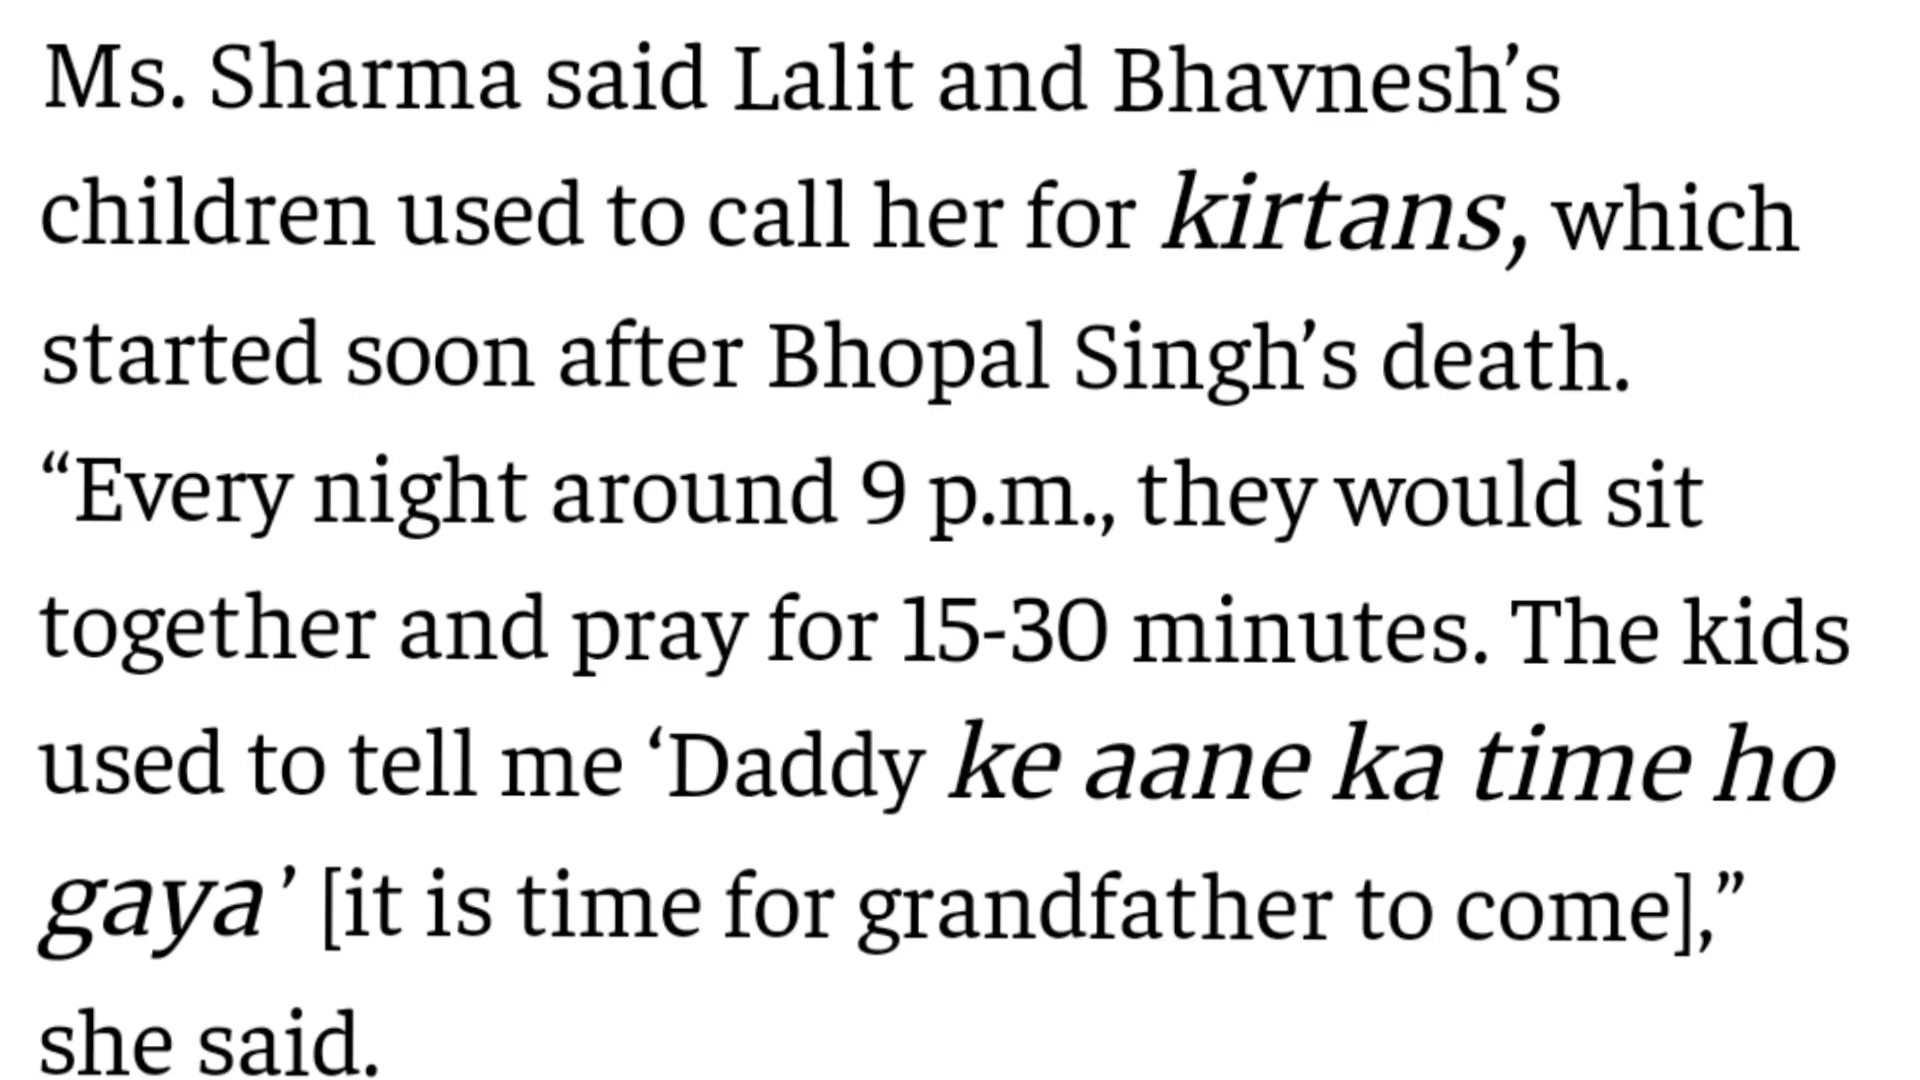 Ms. Sharma said Lalit and Bhavnesh’s
children used to call her for kirtans, which
started soon after Bhopal Singh’s death.
“Every night around 9 p.m., they would sit
together and pray for 15-30 minutes. The kids
used to tell me ‘Daddy ke aane ka time ho
gaya’ [it is time for grandfather to come],”
she said.